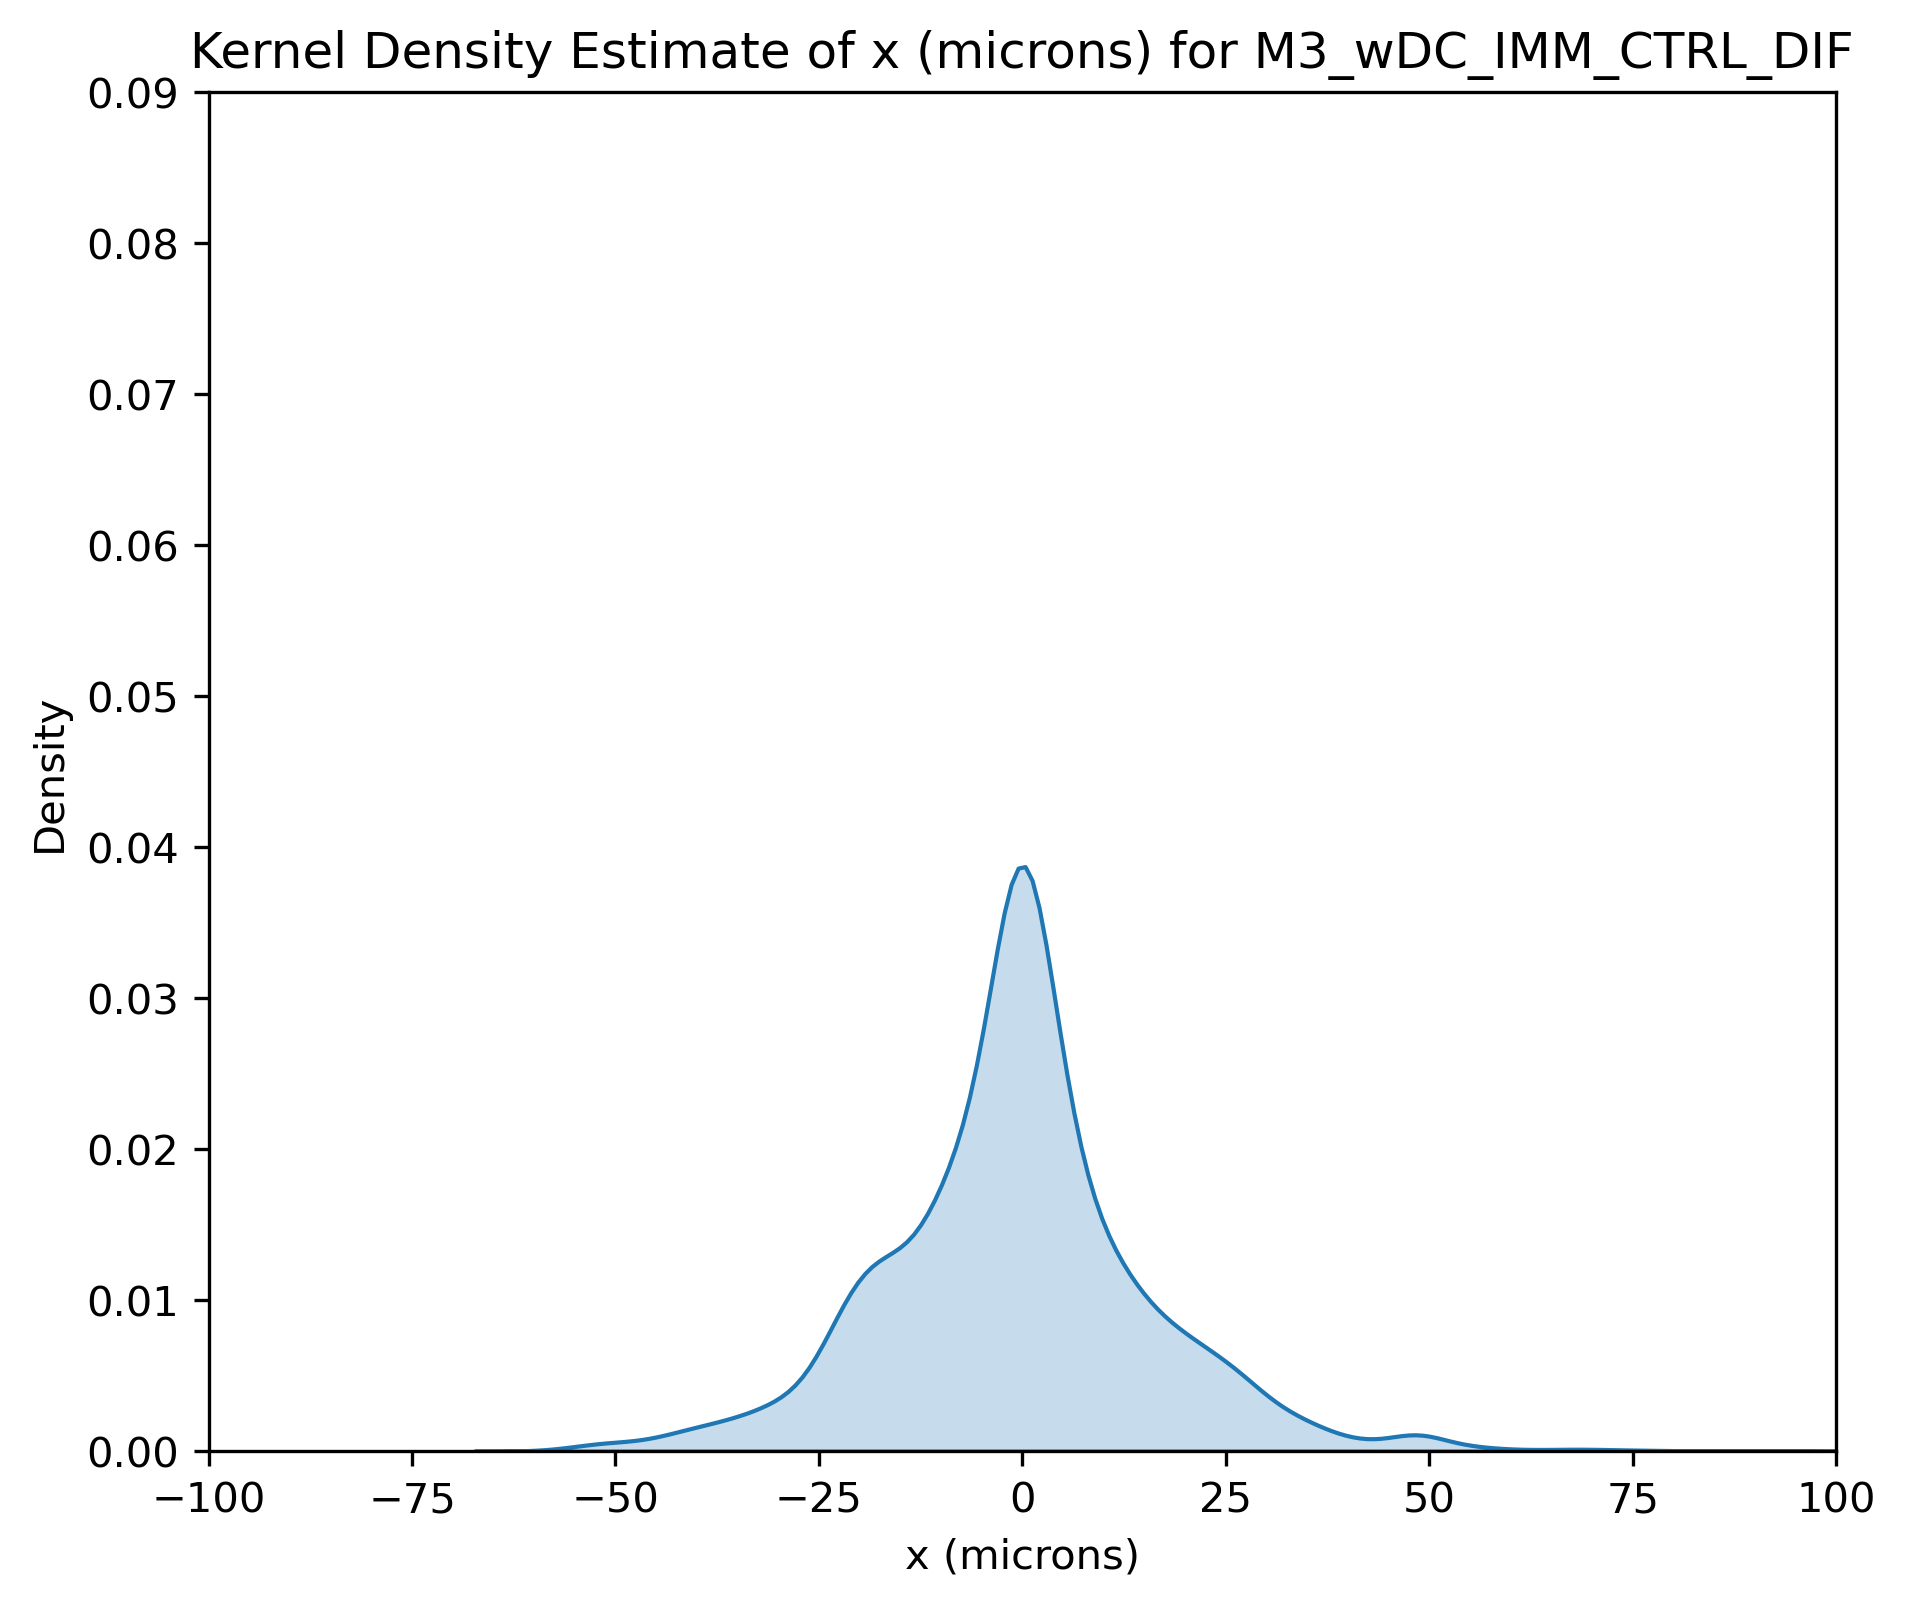 Kernel Density Estimate of x (microns) for M3_wDC_IMM_CTRL_DIF
0.09
0.08
0.07
0.06
0.05
0.04
0.03
0.02
0.01
0.00
Density
−100 −75 −50 −25 0 25 50 75 100
x (microns)